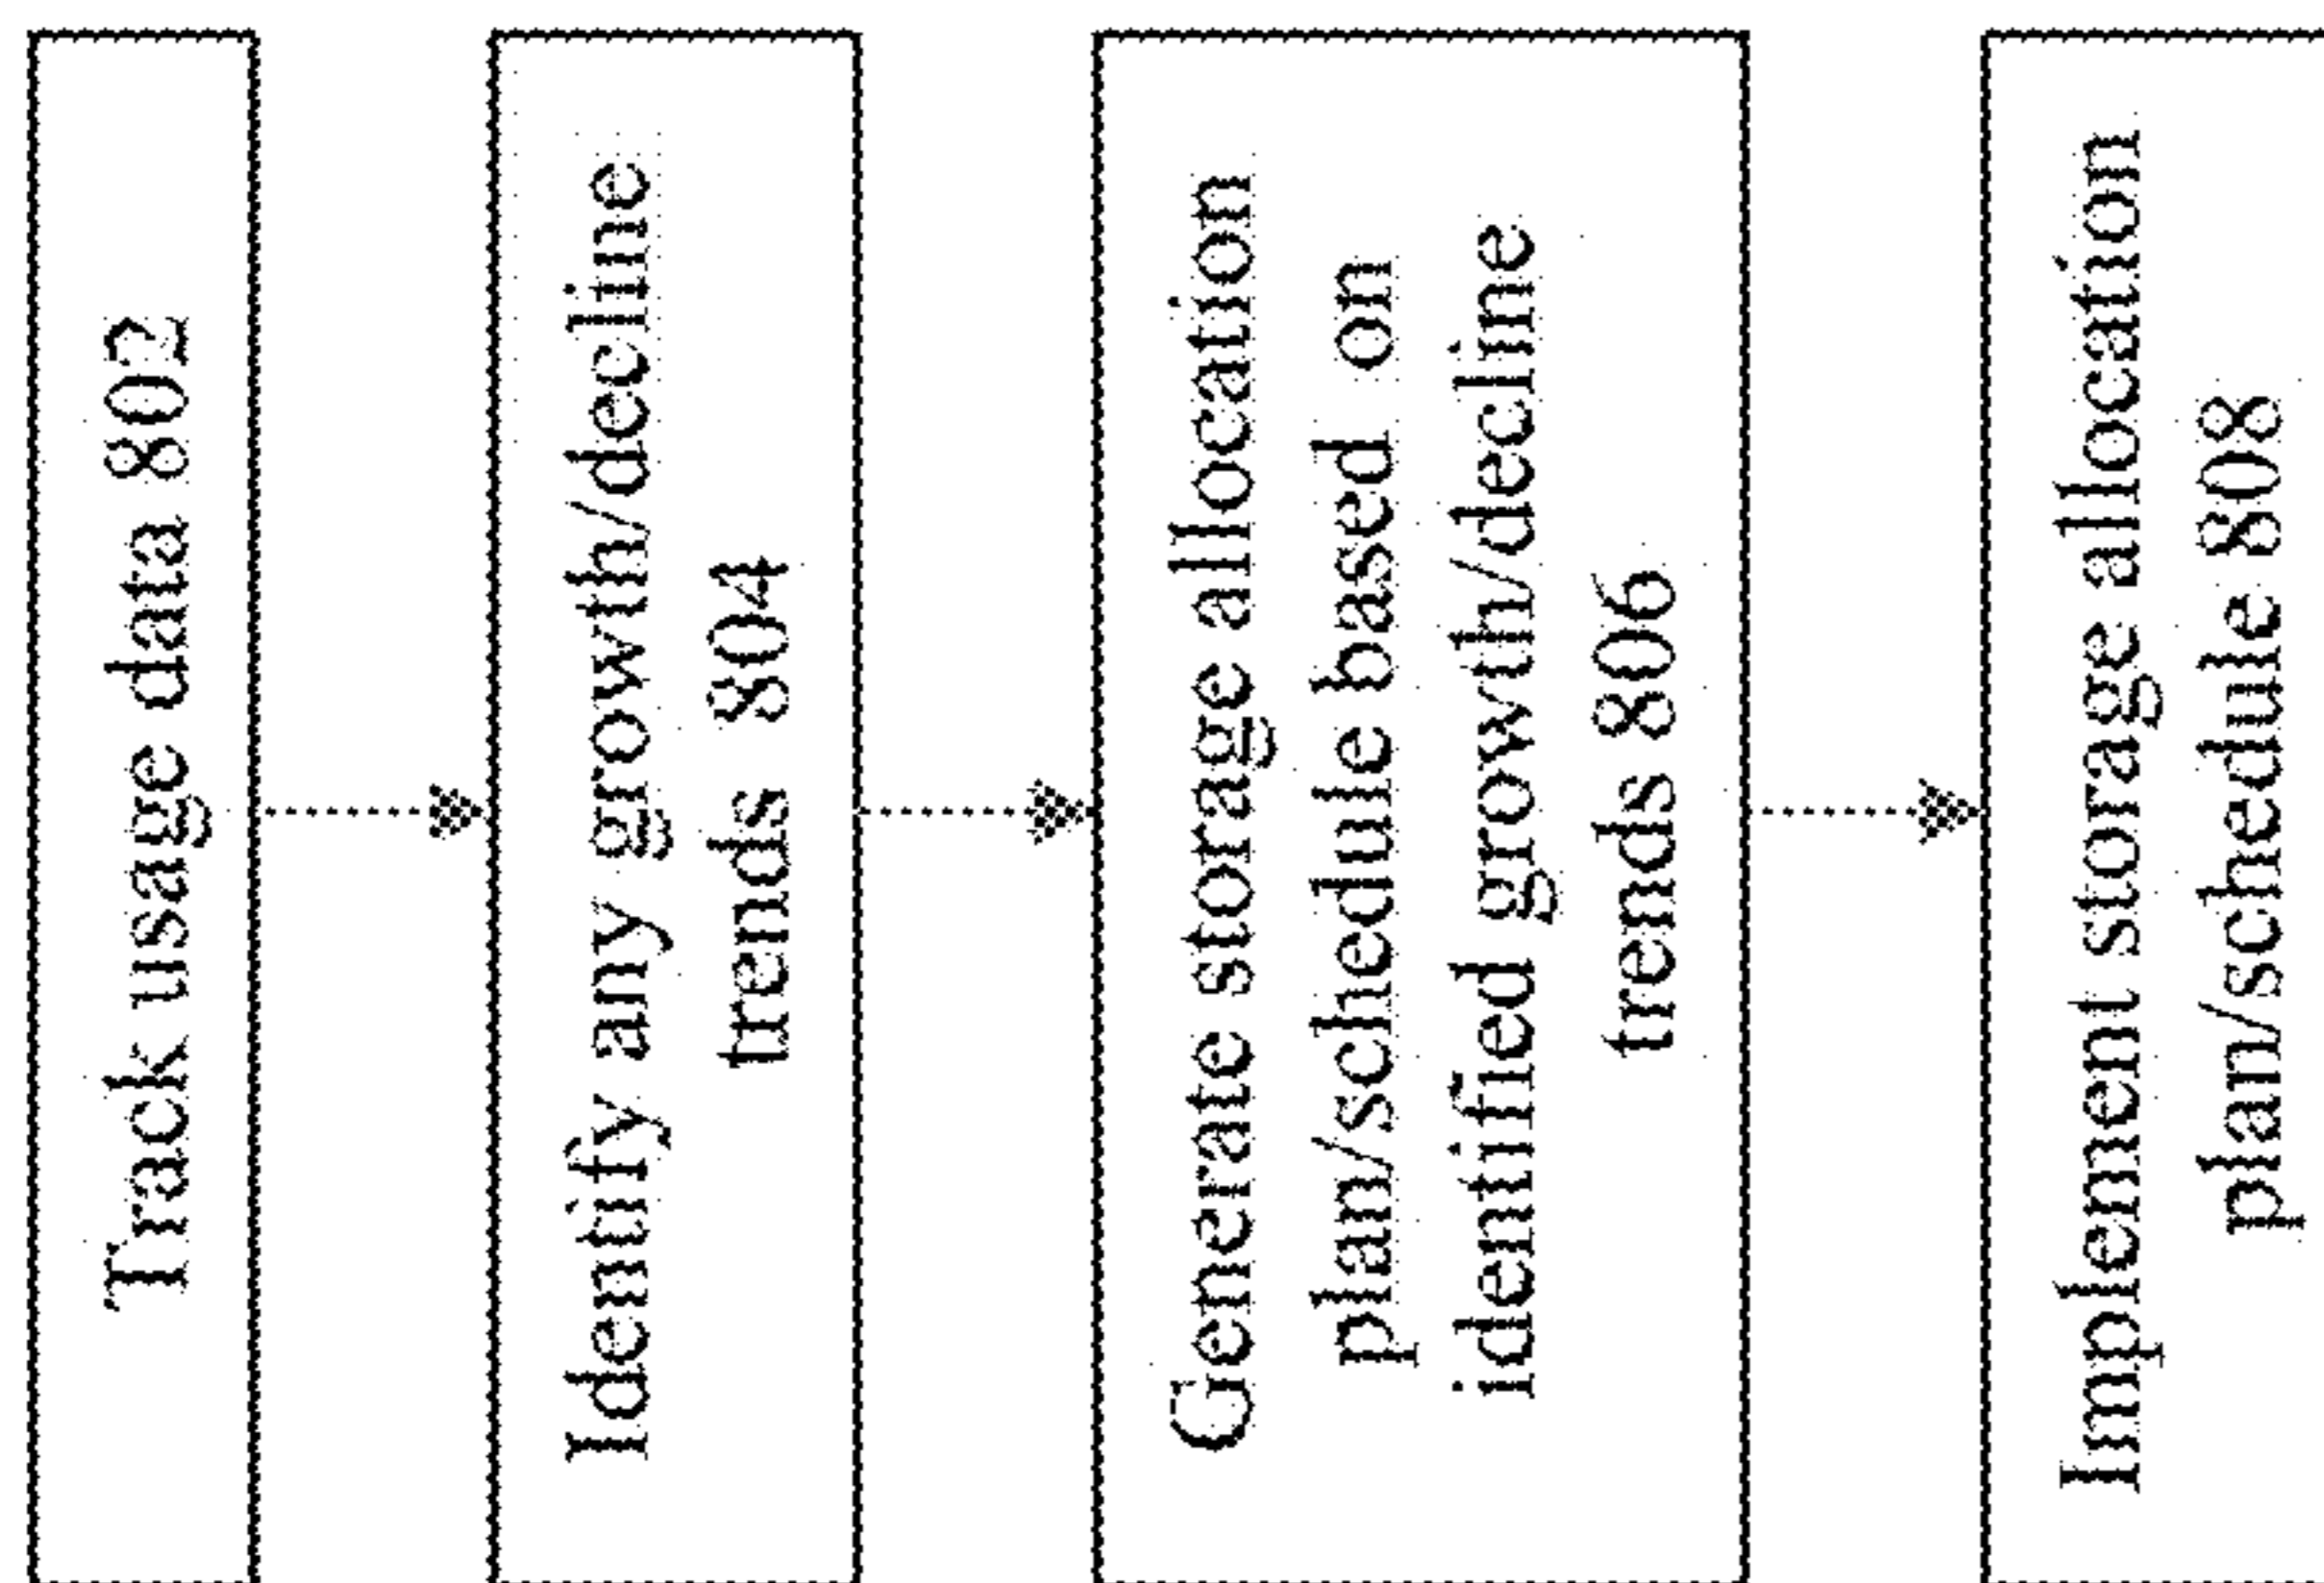 Track usage data 802
Identify any growth/decline
trends 804
Generate storage allocation
plan/schedule based on
identified growth/decline
trends 806
Implement storage allocation
plan/schedule 808